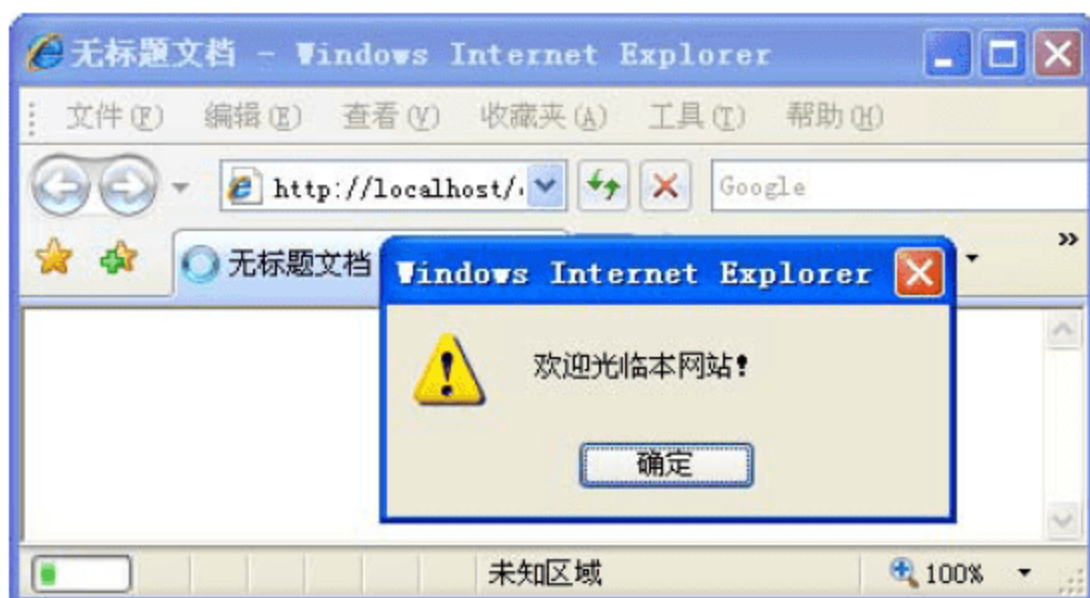 无标题文档 - Windows Internet Explorer
文件(F) 编辑(E) 查看(V) 收藏夹(A) 工具(T) 帮助(H)
http://localhost/ Google
无标题文档 »
Windows Internet Explorer
欢迎光临本网站!
确定
未知区域 100%